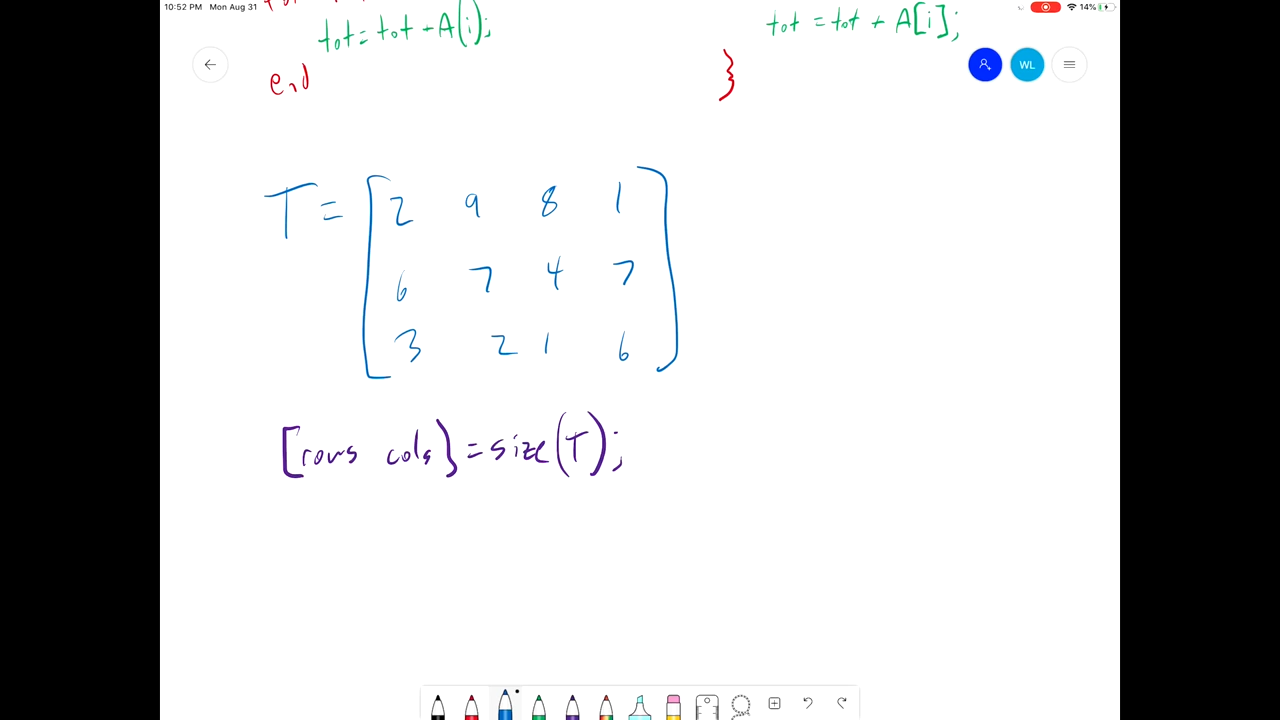 10:52 PM Mon Aug 31
14%
tot = tot + A(i);
tot = tot + A[i];
end
}
WL
T = [ 2 9 8 1
6 7 4 7
3 2 1 6 ]
[rows cols] = size(T);